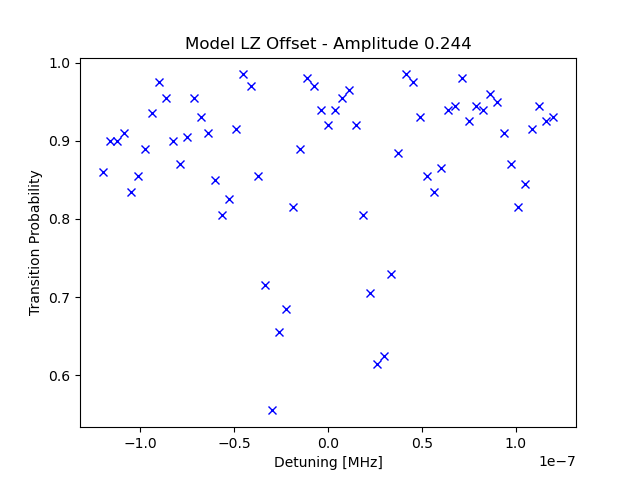 Model LZ Offset - Amplitude 0.244
1.0
0.9
0.8
0.7
0.6
Transition Probability
−1.0 −0.5 0.0 0.5 1.0
1e−7
Detuning [MHz]